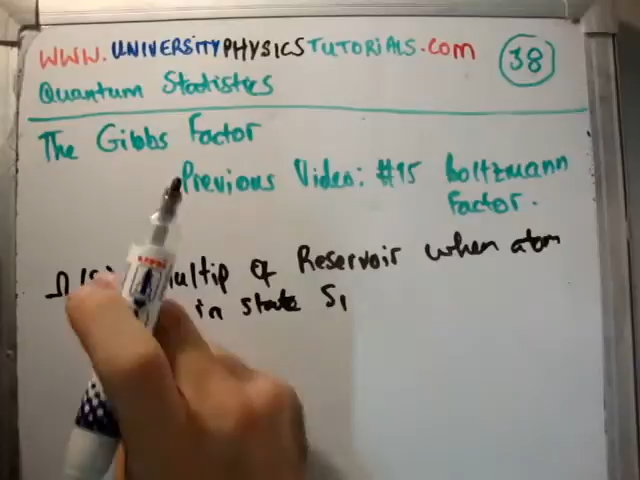 WWW.UNIVERSITYPHYSICSTUTORIALS.COM
38
Quantum Statistics
The Gibbs Factor
Previous Video: #15 Boltzmann
Factor.
of Reservoir when atom
in state S1